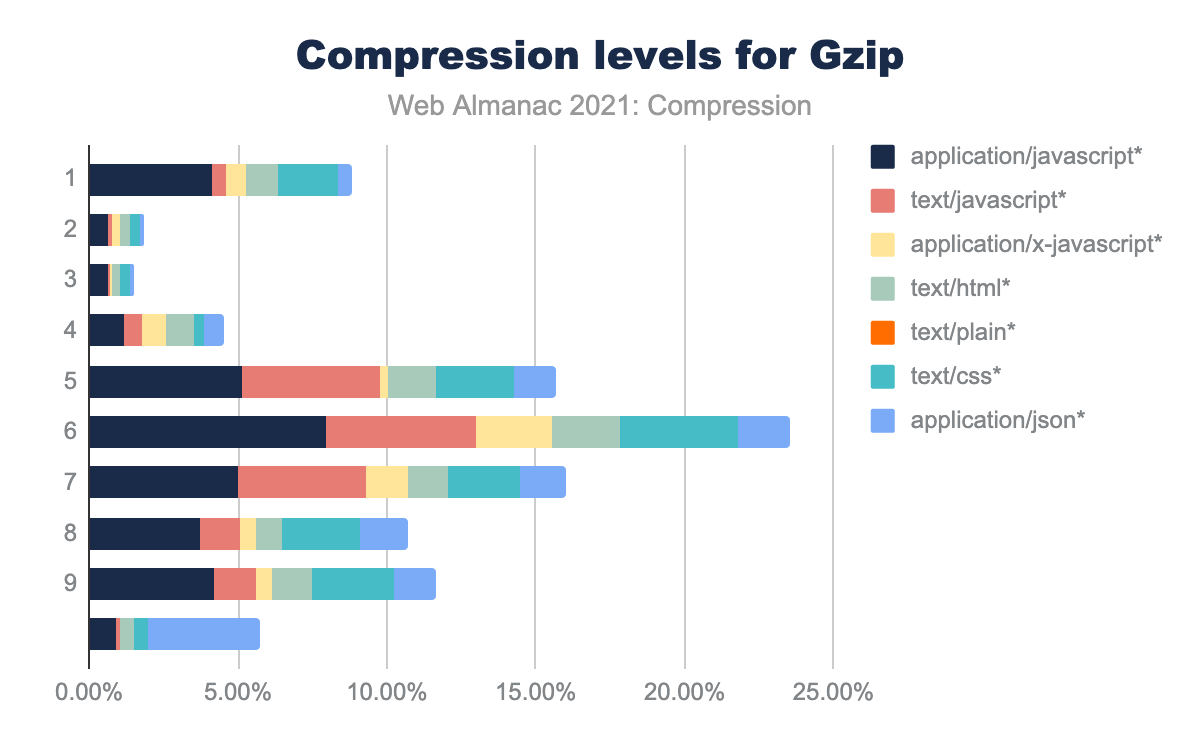 Compression levels for Gzip
Web Almanac 2021: Compression
application/javascript*
text/javascript*
application/x-javascript*
text/html*
text/plain*
text/css*
application/json*
1
2
3
4
5
6
7
8
9
0.00% 5.00% 10.00% 15.00% 20.00% 25.00%